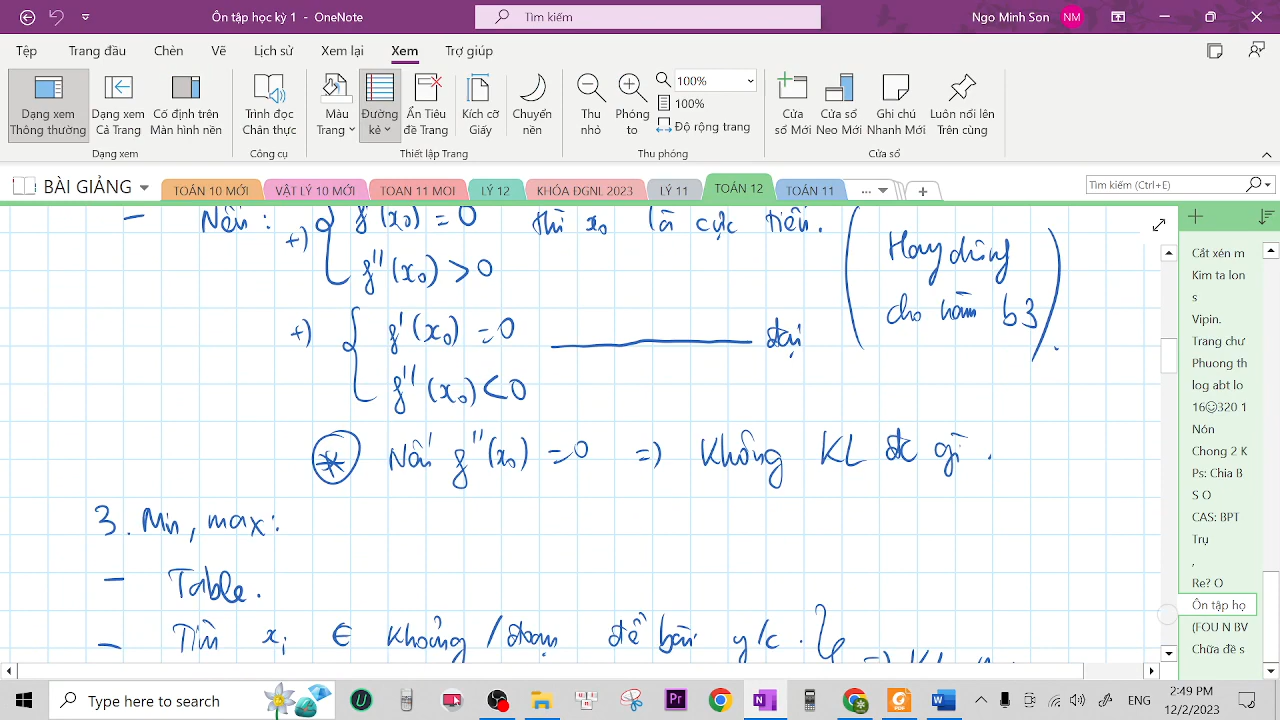 Ôn tập học kỳ 1 - OneNote
Tìm kiếm
Ngo Minh Son
NM
Tệp Trang đầu Chèn Vẽ Lịch sử Xem lại Xem Trợ giúp
Dạng xem Thông thường
Dạng xem Cả Trang
Cố định trên Màn hình nền
Trình đọc Chân thực
Màu Trang
Đường kẻ
Ẩn Tiêu đề Trang
Kích cỡ Giấy
Chuyển nền
Thu nhỏ
Phóng to
100%
100%
Độ rộng trang
Cửa sổ Mới
Cửa sổ Neo Mới
Ghi chú Nhanh Mới
Luôn nổi lên Trên cùng
Dạng xem
Công cụ
Thiết lập Trang
Thu phóng
Cửa sổ
BÀI GIẢNG
TOÁN 10 MỚI
VẬT LÝ 10 MỚI
TOAN 11 MOI
LÝ 12
KHÓA ĐGNL 2023
LÝ 11
TOÁN 12
TOÁN 11
...
Tìm kiếm (Ctrl+E)
- Nếu: +) { f'(x₀) = 0 thì x₀ là cực tiểu.
f''(x₀) > 0
(Hay dùng
cho hàm b3)
+) { f'(x₀) = 0 đại
f''(x₀) < 0
* Nếu f''(x₀) = 0 => Không KL đc gì.
3. Min, max:
- Table.
- Tìm xᵢ ∈ khoảng / đoạn đề bài y/c.
Cắt xén m
Kim ta lon
s
Vipin.
Trang chư
Phuong th
log abt lo
16☺320 1
Nón
Chong 2 K
Ps: Chia B
S O
CAS: BPT
Trụ
,
Re? O
Ôn tập họ
(FOU N BV
Chữa đề s
Type here to search
ENG
2:49 PM
12/2/2023